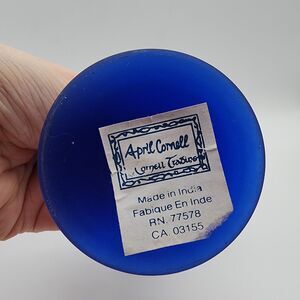 April Cornell
Cornell Trading
Made in India
Fabique En Inde
RN. 77578
CA. 03155